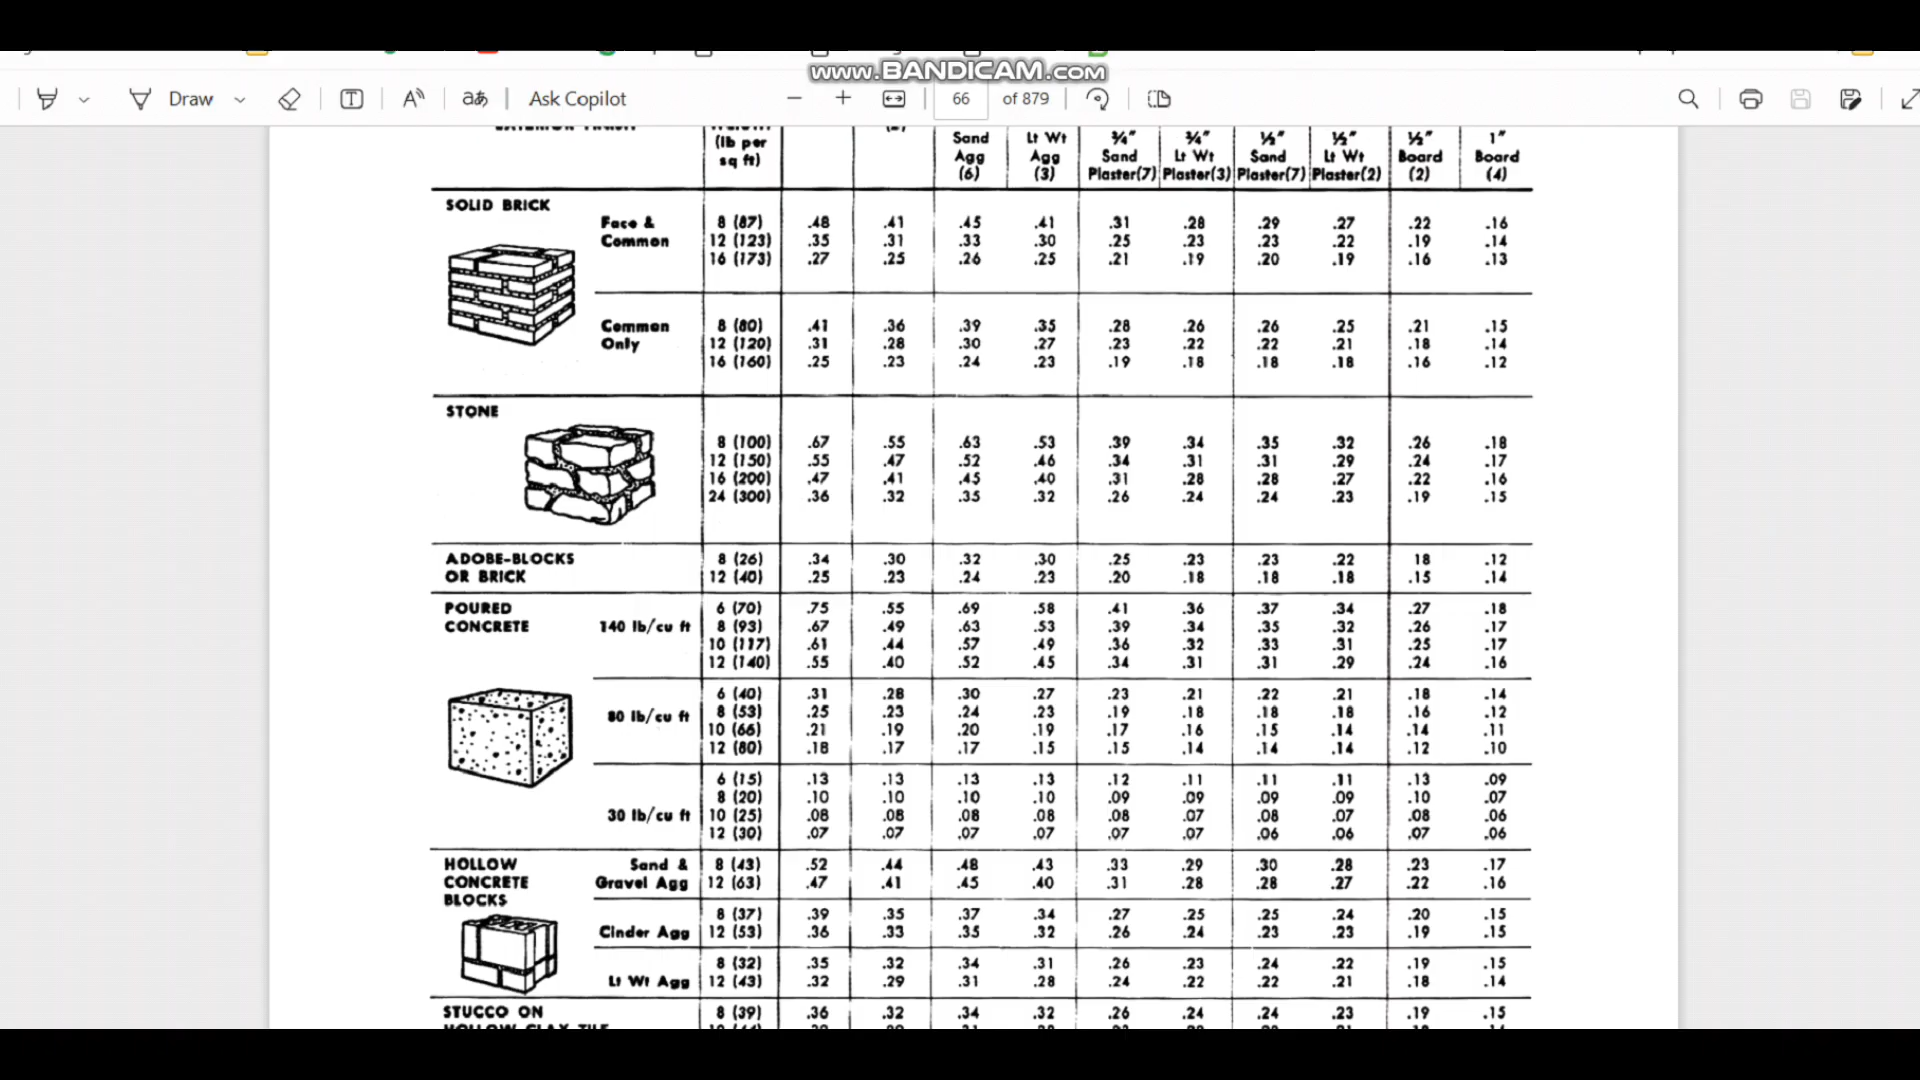 www.BANDICAM.com
Draw
aあ
Ask Copilot
66 of 879
(lb per
sq ft)
Sand
Agg
(6)
Lt Wt
Agg
(3)
¾"
Sand
Plaster(7)
¾"
Lt Wt
Plaster(3)
½"
Sand
Plaster(7)
½"
Lt Wt
Plaster(2)
½"
Board
(2)
1"
Board
(4)
SOLID BRICK
Face & 8 (87) .48 .41 .45 .41 .31 .28 .29 .27 .22 .16
Common 12 (123) .35 .31 .33 .30 .25 .23 .23 .22 .19 .14
16 (173) .27 .25 .26 .25 .21 .19 .20 .19 .16 .13
Common 8 (80) .41 .36 .39 .35 .28 .26 .26 .25 .21 .15
Only 12 (120) .31 .28 .30 .27 .23 .22 .22 .21 .18 .14
16 (160) .25 .23 .24 .23 .19 .18 .18 .18 .16 .12
STONE
8 (100) .67 .55 .63 .53 .39 .34 .35 .32 .26 .18
12 (150) .55 .47 .52 .46 .34 .31 .31 .29 .24 .17
16 (200) .47 .41 .45 .40 .31 .28 .28 .27 .22 .16
24 (300) .36 .32 .35 .32 .26 .24 .24 .23 .19 .15
ADOBE-BLOCKS 8 (26) .34 .30 .32 .30 .25 .23 .23 .22 18 .12
OR BRICK 12 (40) .25 .23 .24 .23 .20 .18 .18 .18 .15 .14
POURED 6 (70) .75 .55 .69 .58 .41 .36 .37 .34 .27 .18
CONCRETE 140 lb/cu ft 8 (93) .67 .49 .63 .53 .39 .34 .35 .32 .26 .17
10 (117) .61 .44 .57 .49 .36 .32 .33 .31 .25 .17
12 (140) .55 .40 .52 .45 .34 .31 .31 .29 .24 .16
6 (40) .31 .28 .30 .27 .23 .21 .22 .21 .18 .14
80 lb/cu ft 8 (53) .25 .23 .24 .23 .19 .18 .18 .18 .16 .12
10 (66) .21 .19 .20 .19 .17 .16 .15 .14 .14 .11
12 (80) .18 .17 .17 .15 .15 .14 .14 .14 .12 .10
6 (15) .13 .13 .13 .13 .12 .11 .11 .11 .13 .09
8 (20) .10 .10 .10 .10 .09 .09 .09 .09 .10 .07
30 lb/cu ft 10 (25) .08 .08 .08 .08 .08 .07 .08 .07 .08 .06
12 (30) .07 .07 .07 .07 .07 .07 .06 .06 .07 .06
HOLLOW Sand & 8 (43) .52 .44 .48 .43 .33 .29 .30 .28 .23 .17
CONCRETE Gravel Agg 12 (63) .47 .41 .45 .40 .31 .28 .28 .27 .22 .16
BLOCKS
8 (37) .39 .35 .37 .34 .27 .25 .25 .24 .20 .15
Cinder Agg 12 (53) .36 .33 .35 .32 .26 .24 .23 .23 .19 .15
8 (32) .35 .32 .34 .31 .26 .23 .24 .22 .19 .15
Lt Wt Agg 12 (43) .32 .29 .31 .28 .24 .22 .22 .21 .18 .14
STUCCO ON 8 (39) .36 .32 .34 .32 .26 .24 .24 .23 .19 .15